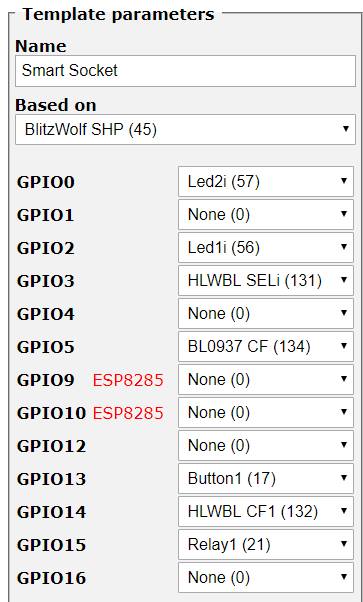 Template parameters
Name
Smart Socket
Based on
BlitzWolf SHP (45)
GPIO0 Led2i (57)
GPIO1 None (0)
GPIO2 Led1i (56)
GPIO3 HLWBL SELi (131)
GPIO4 None (0)
GPIO5 BL0937 CF (134)
GPIO9 ESP8285 None (0)
GPIO10 ESP8285 None (0)
GPIO12 None (0)
GPIO13 Button1 (17)
GPIO14 HLWBL CF1 (132)
GPIO15 Relay1 (21)
GPIO16 None (0)